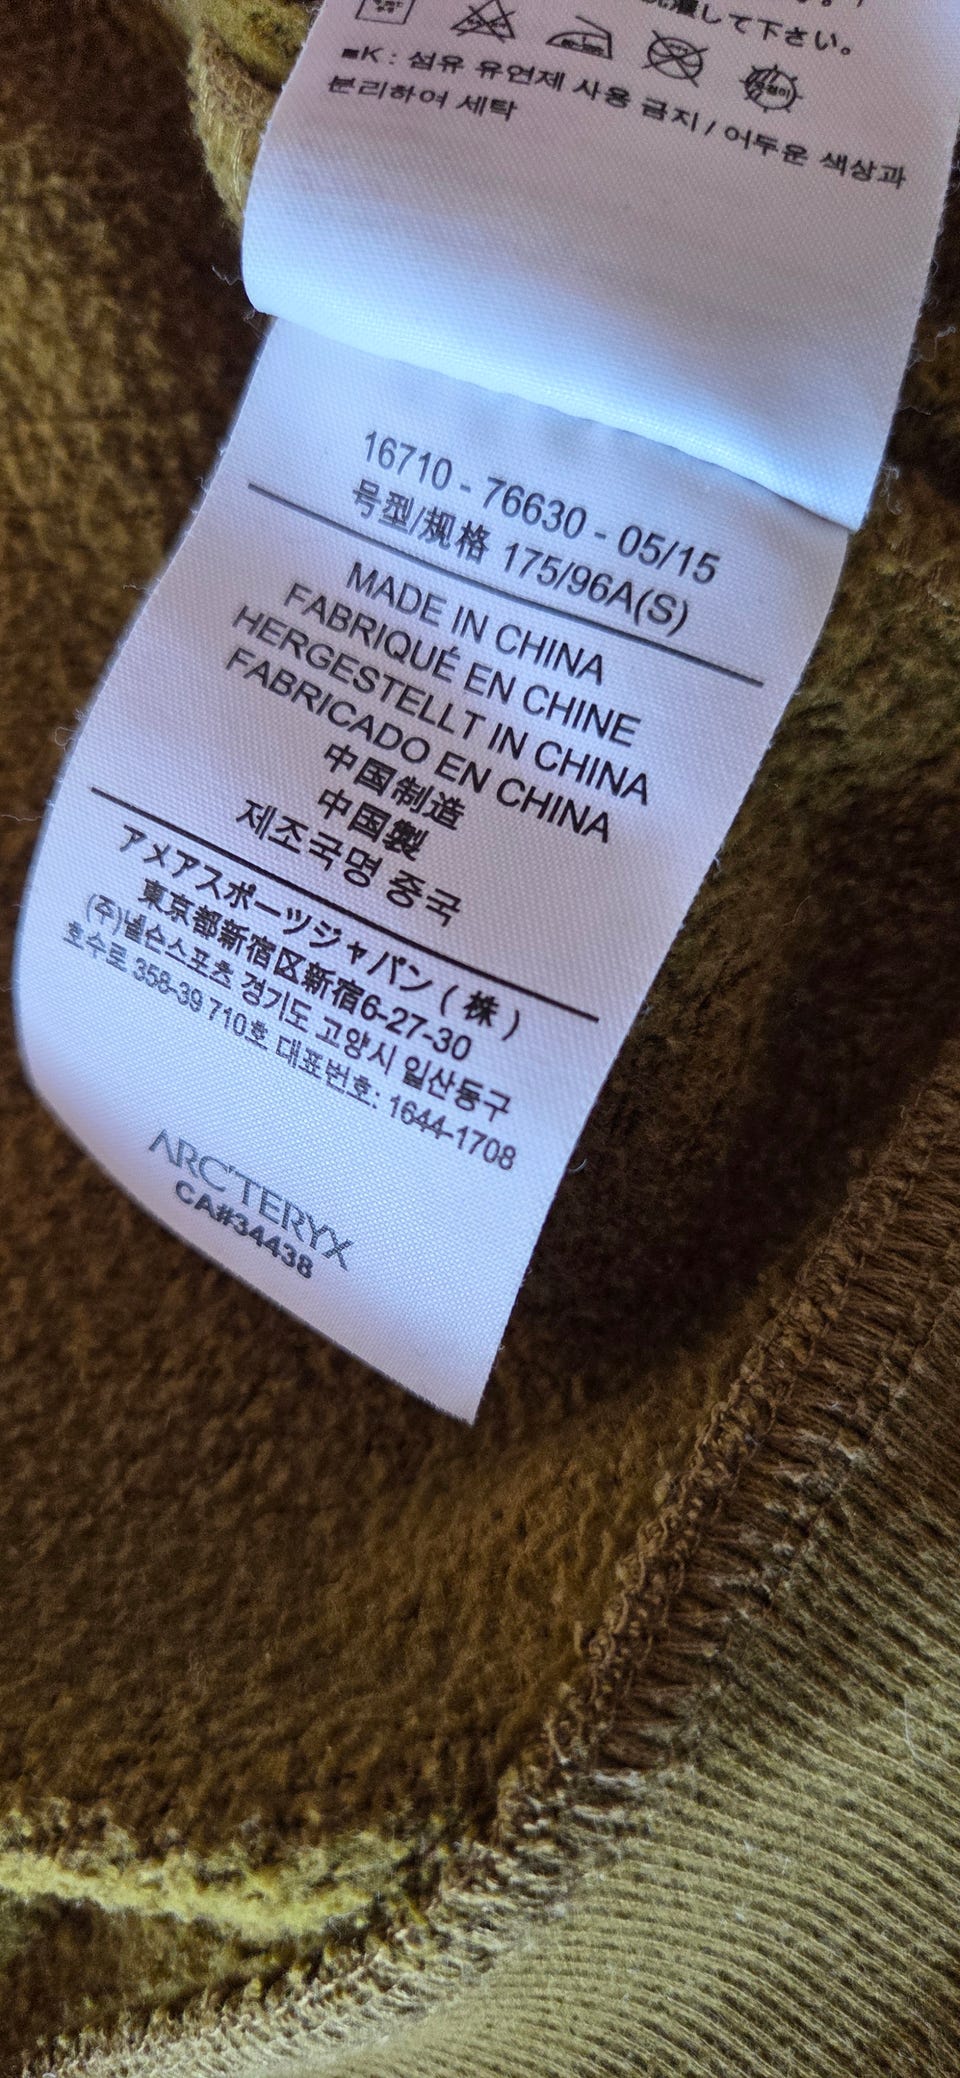 洗濯して下さい。
■K : 섬유 유연제 사용 금지 / 어두운 색상과
분리하여 세탁
16710 - 76630 - 05/15
号型/规格 175/96A(S)
MADE IN CHINA
FABRIQUÉ EN CHINE
HERGESTELLT IN CHINA
FABRICADO EN CHINA
中国制造
中国製
제조국명 중국
アメアスポーツジャパン ( 株 )
東京都新宿区新宿6-27-30
(주)넬슨스포츠 경기도 고양시 일산동구
호수로 358-39 710호 대표번호: 1644-1708
ARC'TERYX
CA#34438